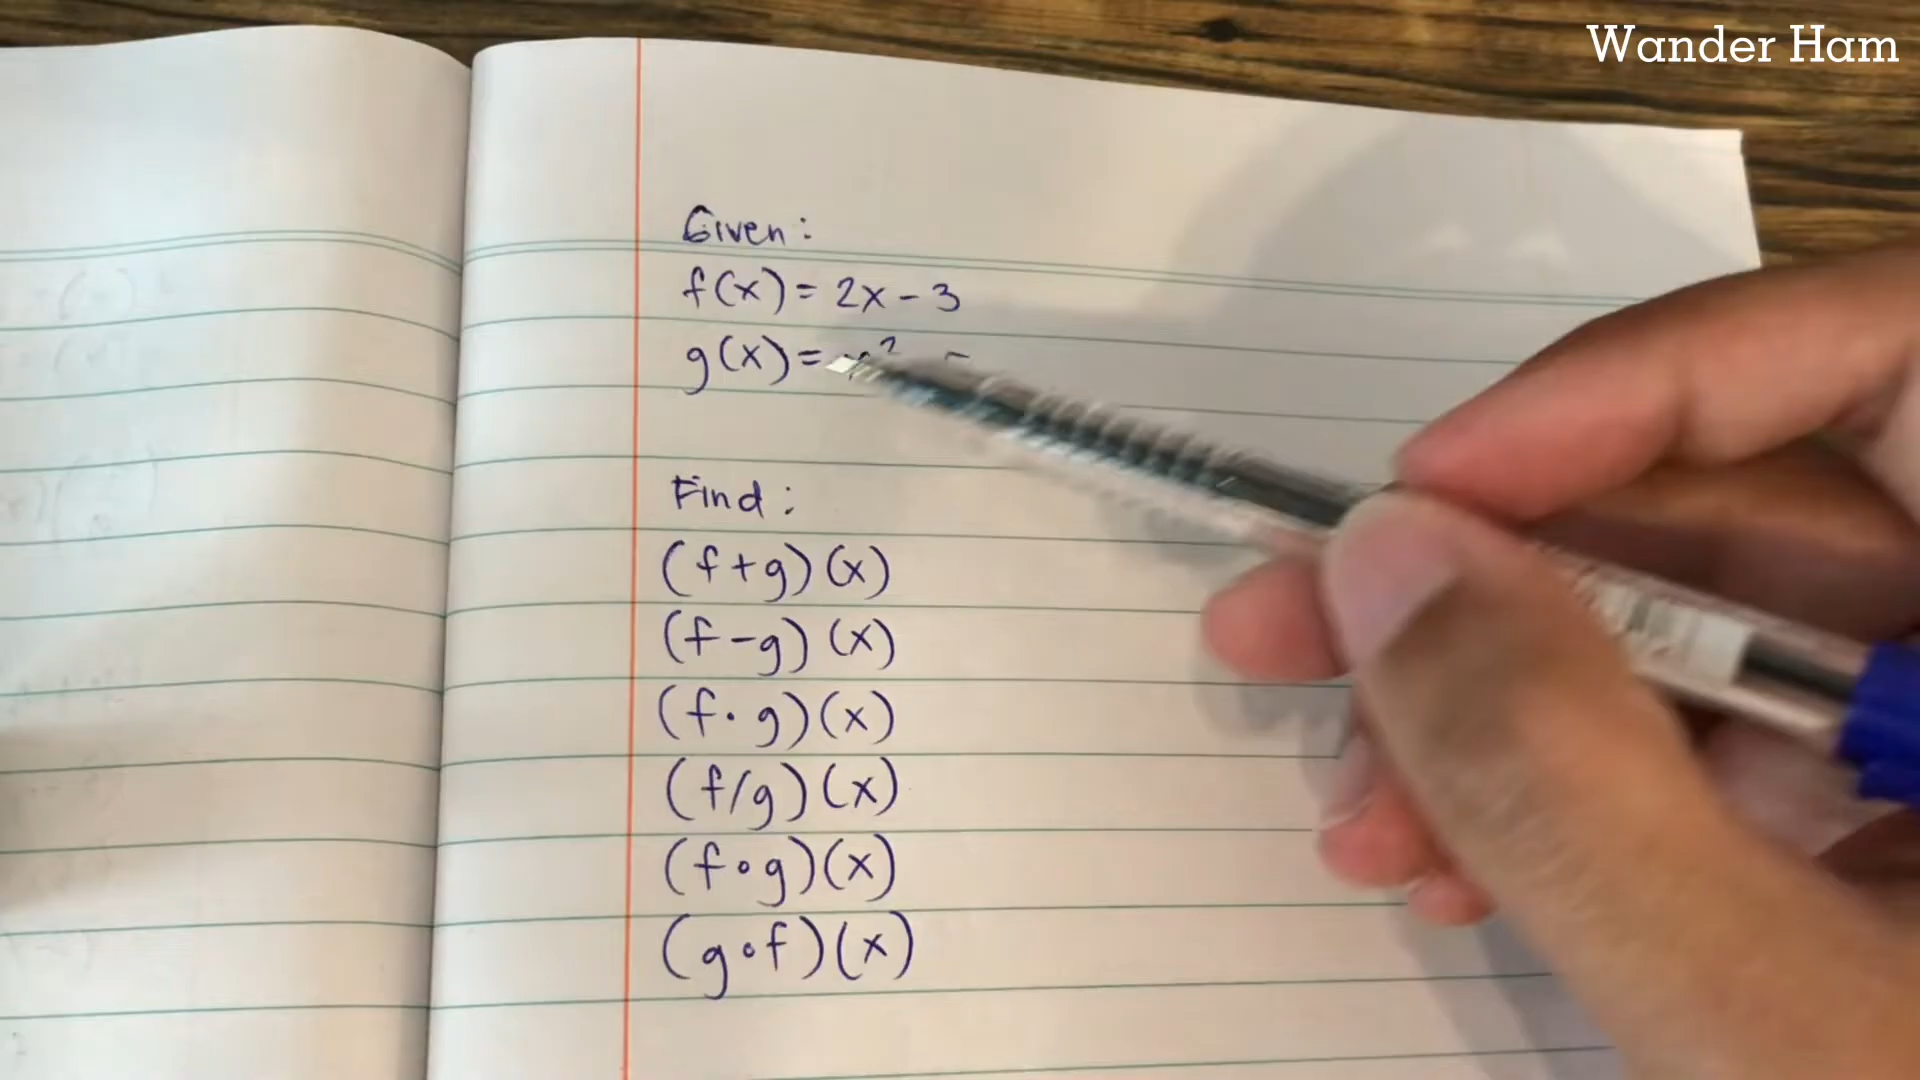 Wander Ham
Given:
f(x) = 2x - 3
g(x) =
Find:
(f+g)(x)
(f-g)(x)
(f·g)(x)
(f/g)(x)
(f∘g)(x)
(g∘f)(x)